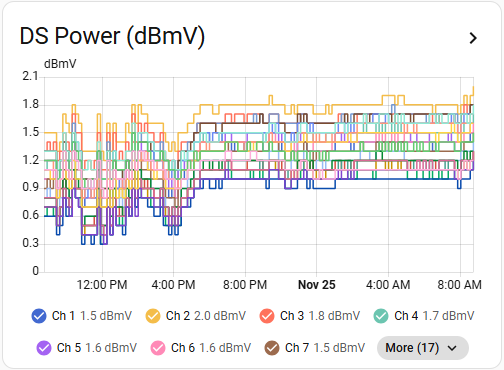 DS Power (dBmV)
dBmV
2.1
1.8
1.5
1.2
0.9
0.6
0.3
0
12:00 PM 4:00 PM 8:00 PM Nov 25 4:00 AM 8:00 AM
Ch 1 1.5 dBmV Ch 2 2.0 dBmV Ch 3 1.8 dBmV Ch 4 1.7 dBmV
Ch 5 1.6 dBmV Ch 6 1.6 dBmV Ch 7 1.5 dBmV More (17)